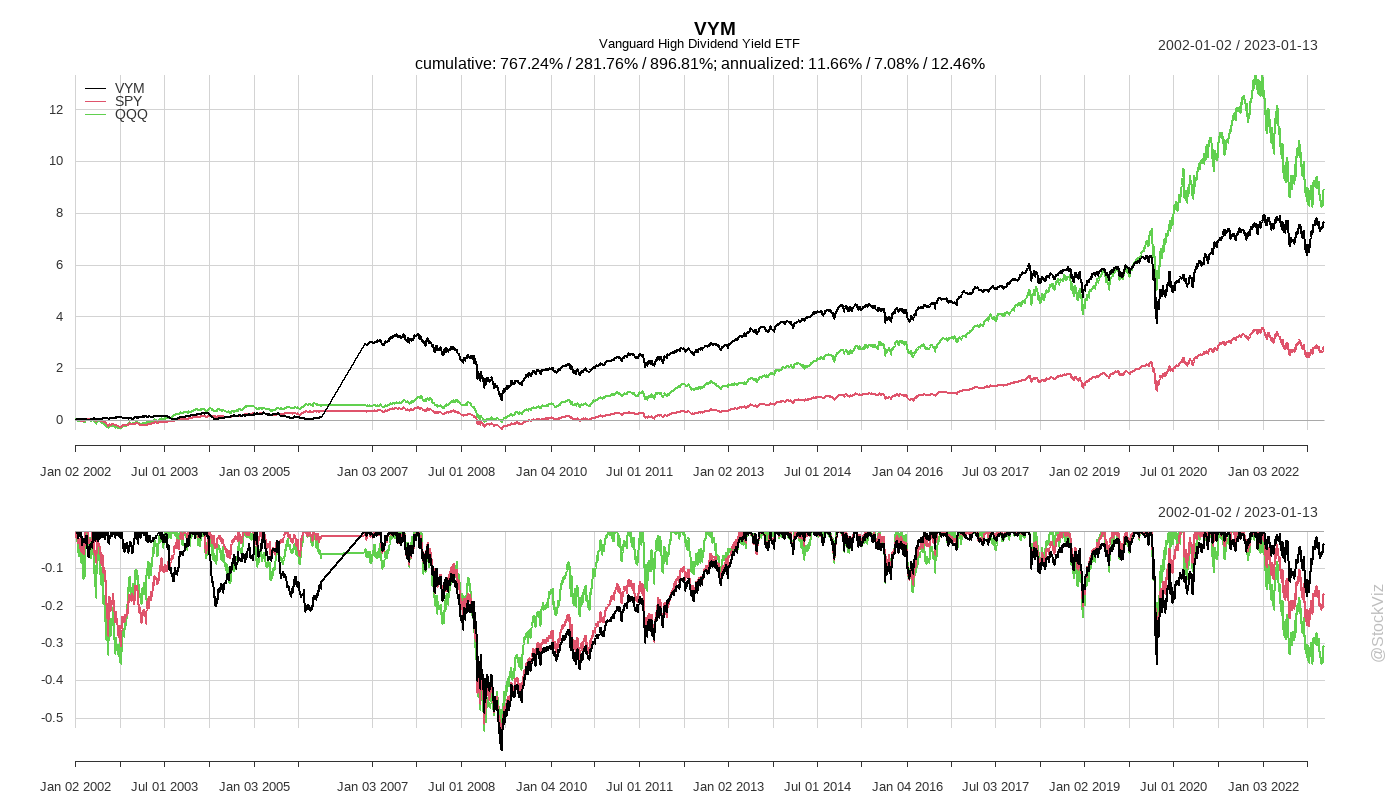 VYM
Vanguard High Dividend Yield ETF
2002-01-02 / 2023-01-13
cumulative: 767.24% / 281.76% / 896.81%; annualized: 11.66% / 7.08% / 12.46%
VYM
SPY
QQQ
12
10
8
6
4
2
0
Jan 02 2002 Jul 01 2003 Jan 03 2005 Jan 03 2007 Jul 01 2008 Jan 04 2010 Jul 01 2011 Jan 02 2013 Jul 01 2014 Jan 04 2016 Jul 03 2017 Jan 02 2019 Jul 01 2020 Jan 03 2022
2002-01-02 / 2023-01-13
-0.1
-0.2
-0.3
-0.4
-0.5
Jan 02 2002 Jul 01 2003 Jan 03 2005 Jan 03 2007 Jul 01 2008 Jan 04 2010 Jul 01 2011 Jan 02 2013 Jul 01 2014 Jan 04 2016 Jul 03 2017 Jan 02 2019 Jul 01 2020 Jan 03 2022
@StockViz